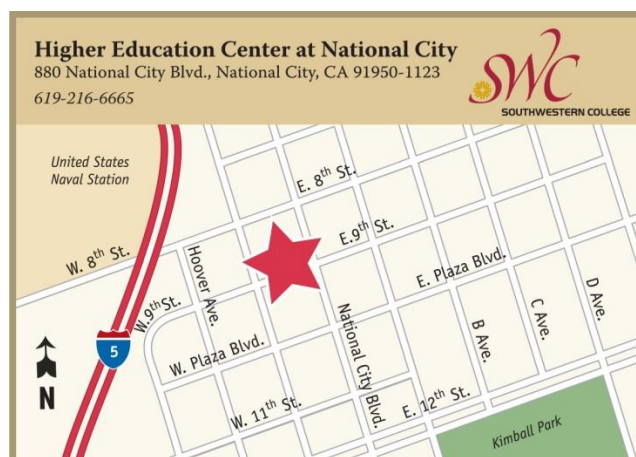 Higher Education Center at National City
880 National City Blvd., National City, CA 91950-1123
619-216-6665
SWC
SOUTHWESTERN COLLEGE
United States
Naval Station
E. 8th St.
W. 8th St.
E.9th St.
W.9th St.
Hoover Ave.
E. Plaza Blvd.
W. Plaza Blvd.
National City Blvd.
B Ave.
C Ave.
D Ave.
5
N
W. 11th St.
E. 12th St.
Kimball Park